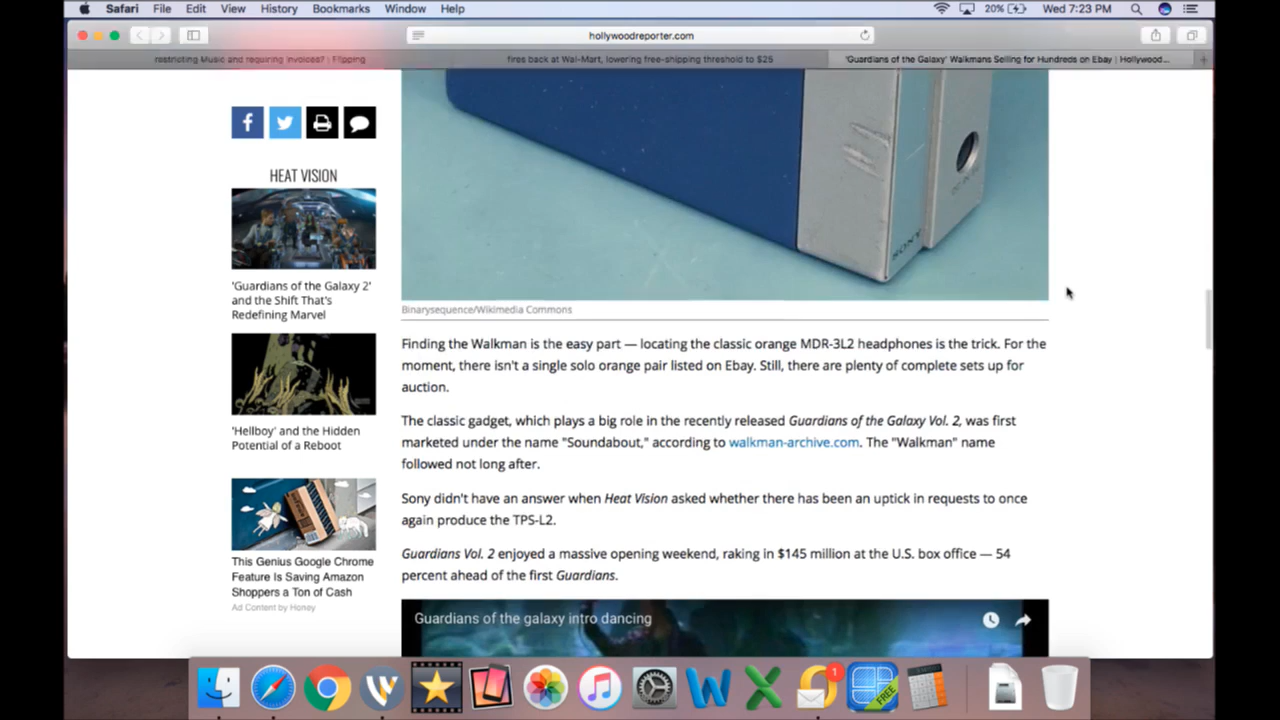 Safari File Edit View History Bookmarks Window Help 20% Wed 7:23 PM
hollywoodreporter.com
restricting Music and requiring invoices? | Flipping
fires back at Wal-Mart, lowering free-shipping threshold to $25
'Guardians of the Galaxy' Walkmans Selling for Hundreds on Ebay | Hollywood...
HEAT VISION
'Guardians of the Galaxy 2'
and the Shift That's
Redefining Marvel
'Hellboy' and the Hidden
Potential of a Reboot
This Genius Google Chrome
Feature Is Saving Amazon
Shoppers a Ton of Cash
Ad Content by Honey
SONY
Binarysequence/Wikimedia Commons
Finding the Walkman is the easy part — locating the classic orange MDR-3L2 headphones is the trick. For the
moment, there isn't a single solo orange pair listed on Ebay. Still, there are plenty of complete sets up for
auction.
The classic gadget, which plays a big role in the recently released Guardians of the Galaxy Vol. 2, was first
marketed under the name "Soundabout," according to walkman-archive.com. The "Walkman" name
followed not long after.
Sony didn't have an answer when Heat Vision asked whether there has been an uptick in requests to once
again produce the TPS-L2.
Guardians Vol. 2 enjoyed a massive opening weekend, raking in $145 million at the U.S. box office — 54
percent ahead of the first Guardians.
Guardians of the galaxy intro dancing
1
FREE